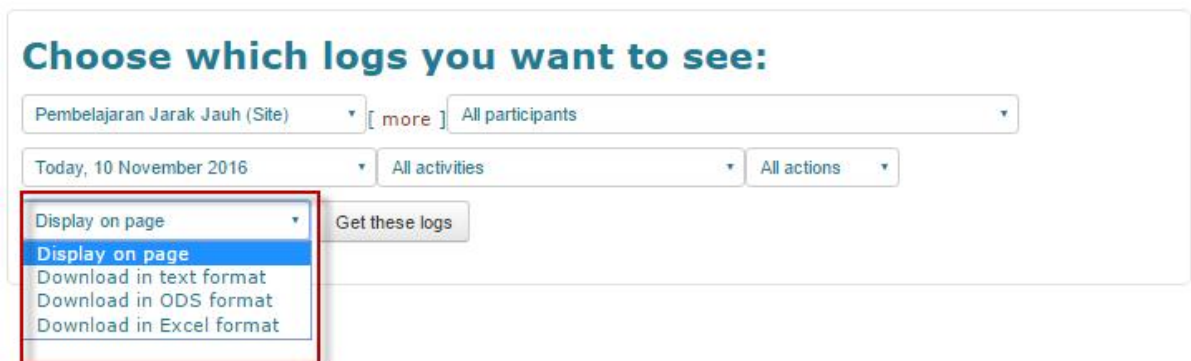 Choose which logs you want to see:
Pembelajaran Jarak Jauh (Site) [ more ] All participants
Today, 10 November 2016 All activities All actions
Display on page Get these logs
Display on page
Download in text format
Download in ODS format
Download in Excel format